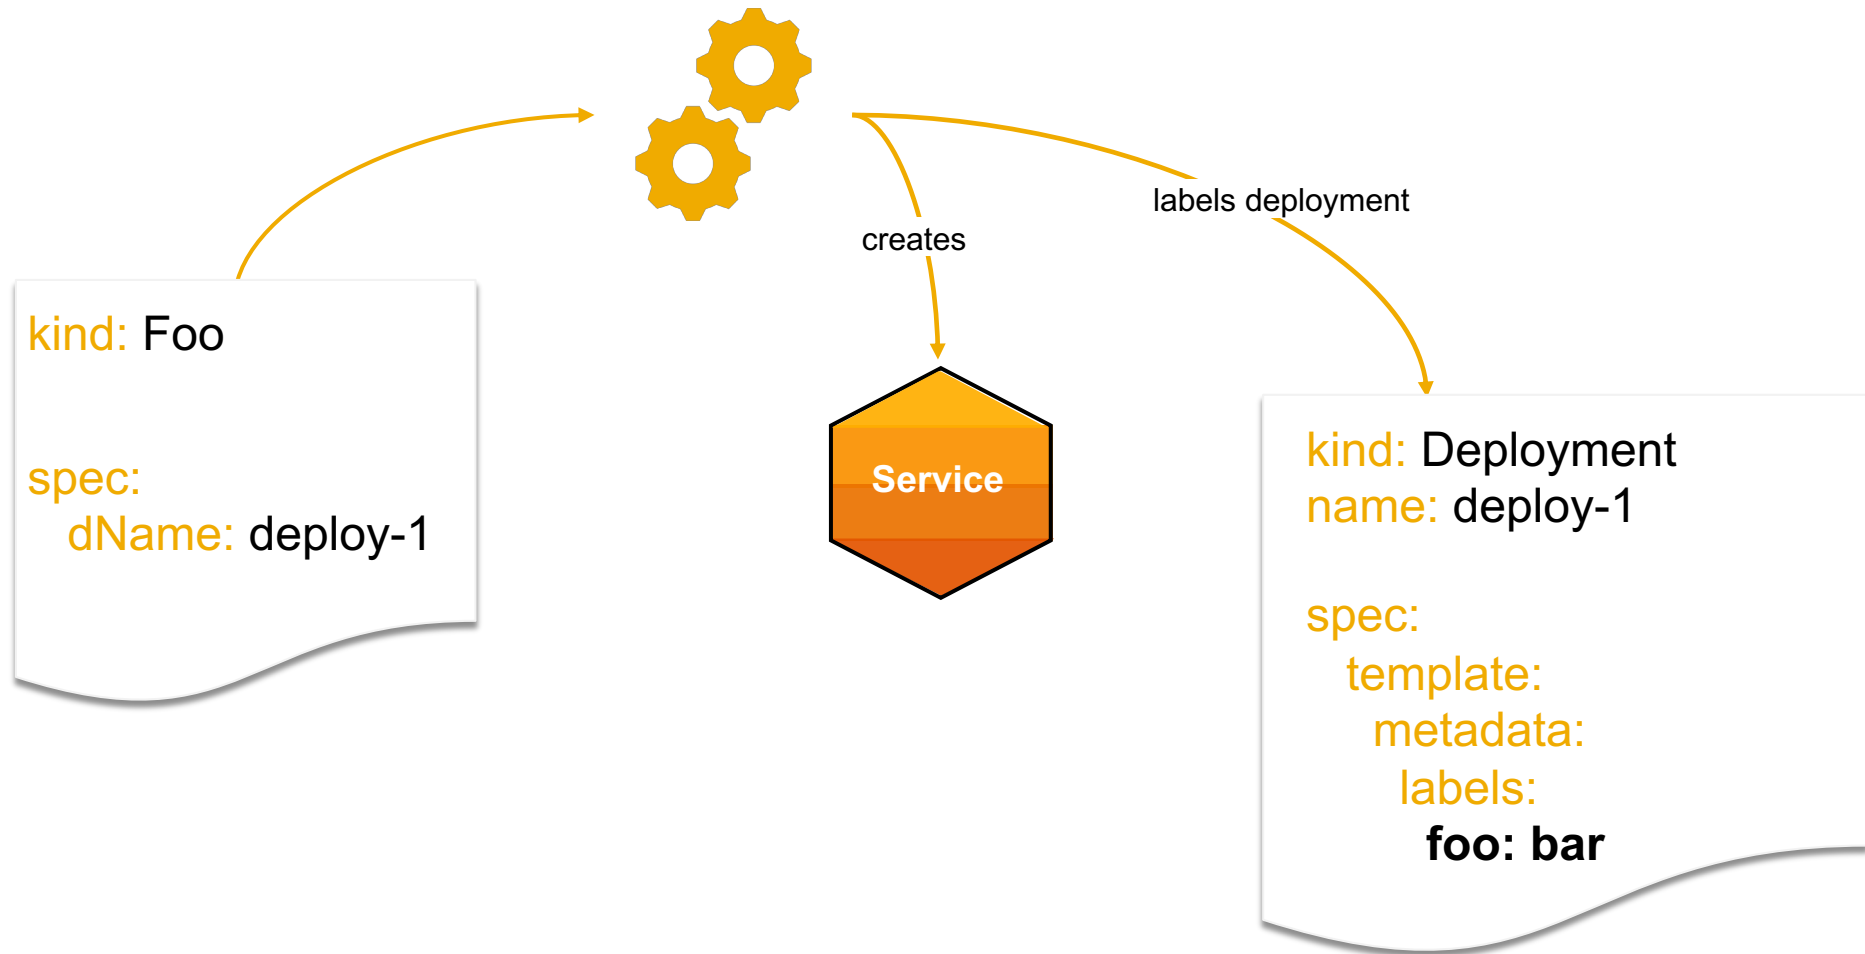 labels deployment
creates
kind: Foo
spec:
dName: deploy-1
Service
kind: Deployment
name: deploy-1
spec:
template:
metadata:
labels:
foo: bar